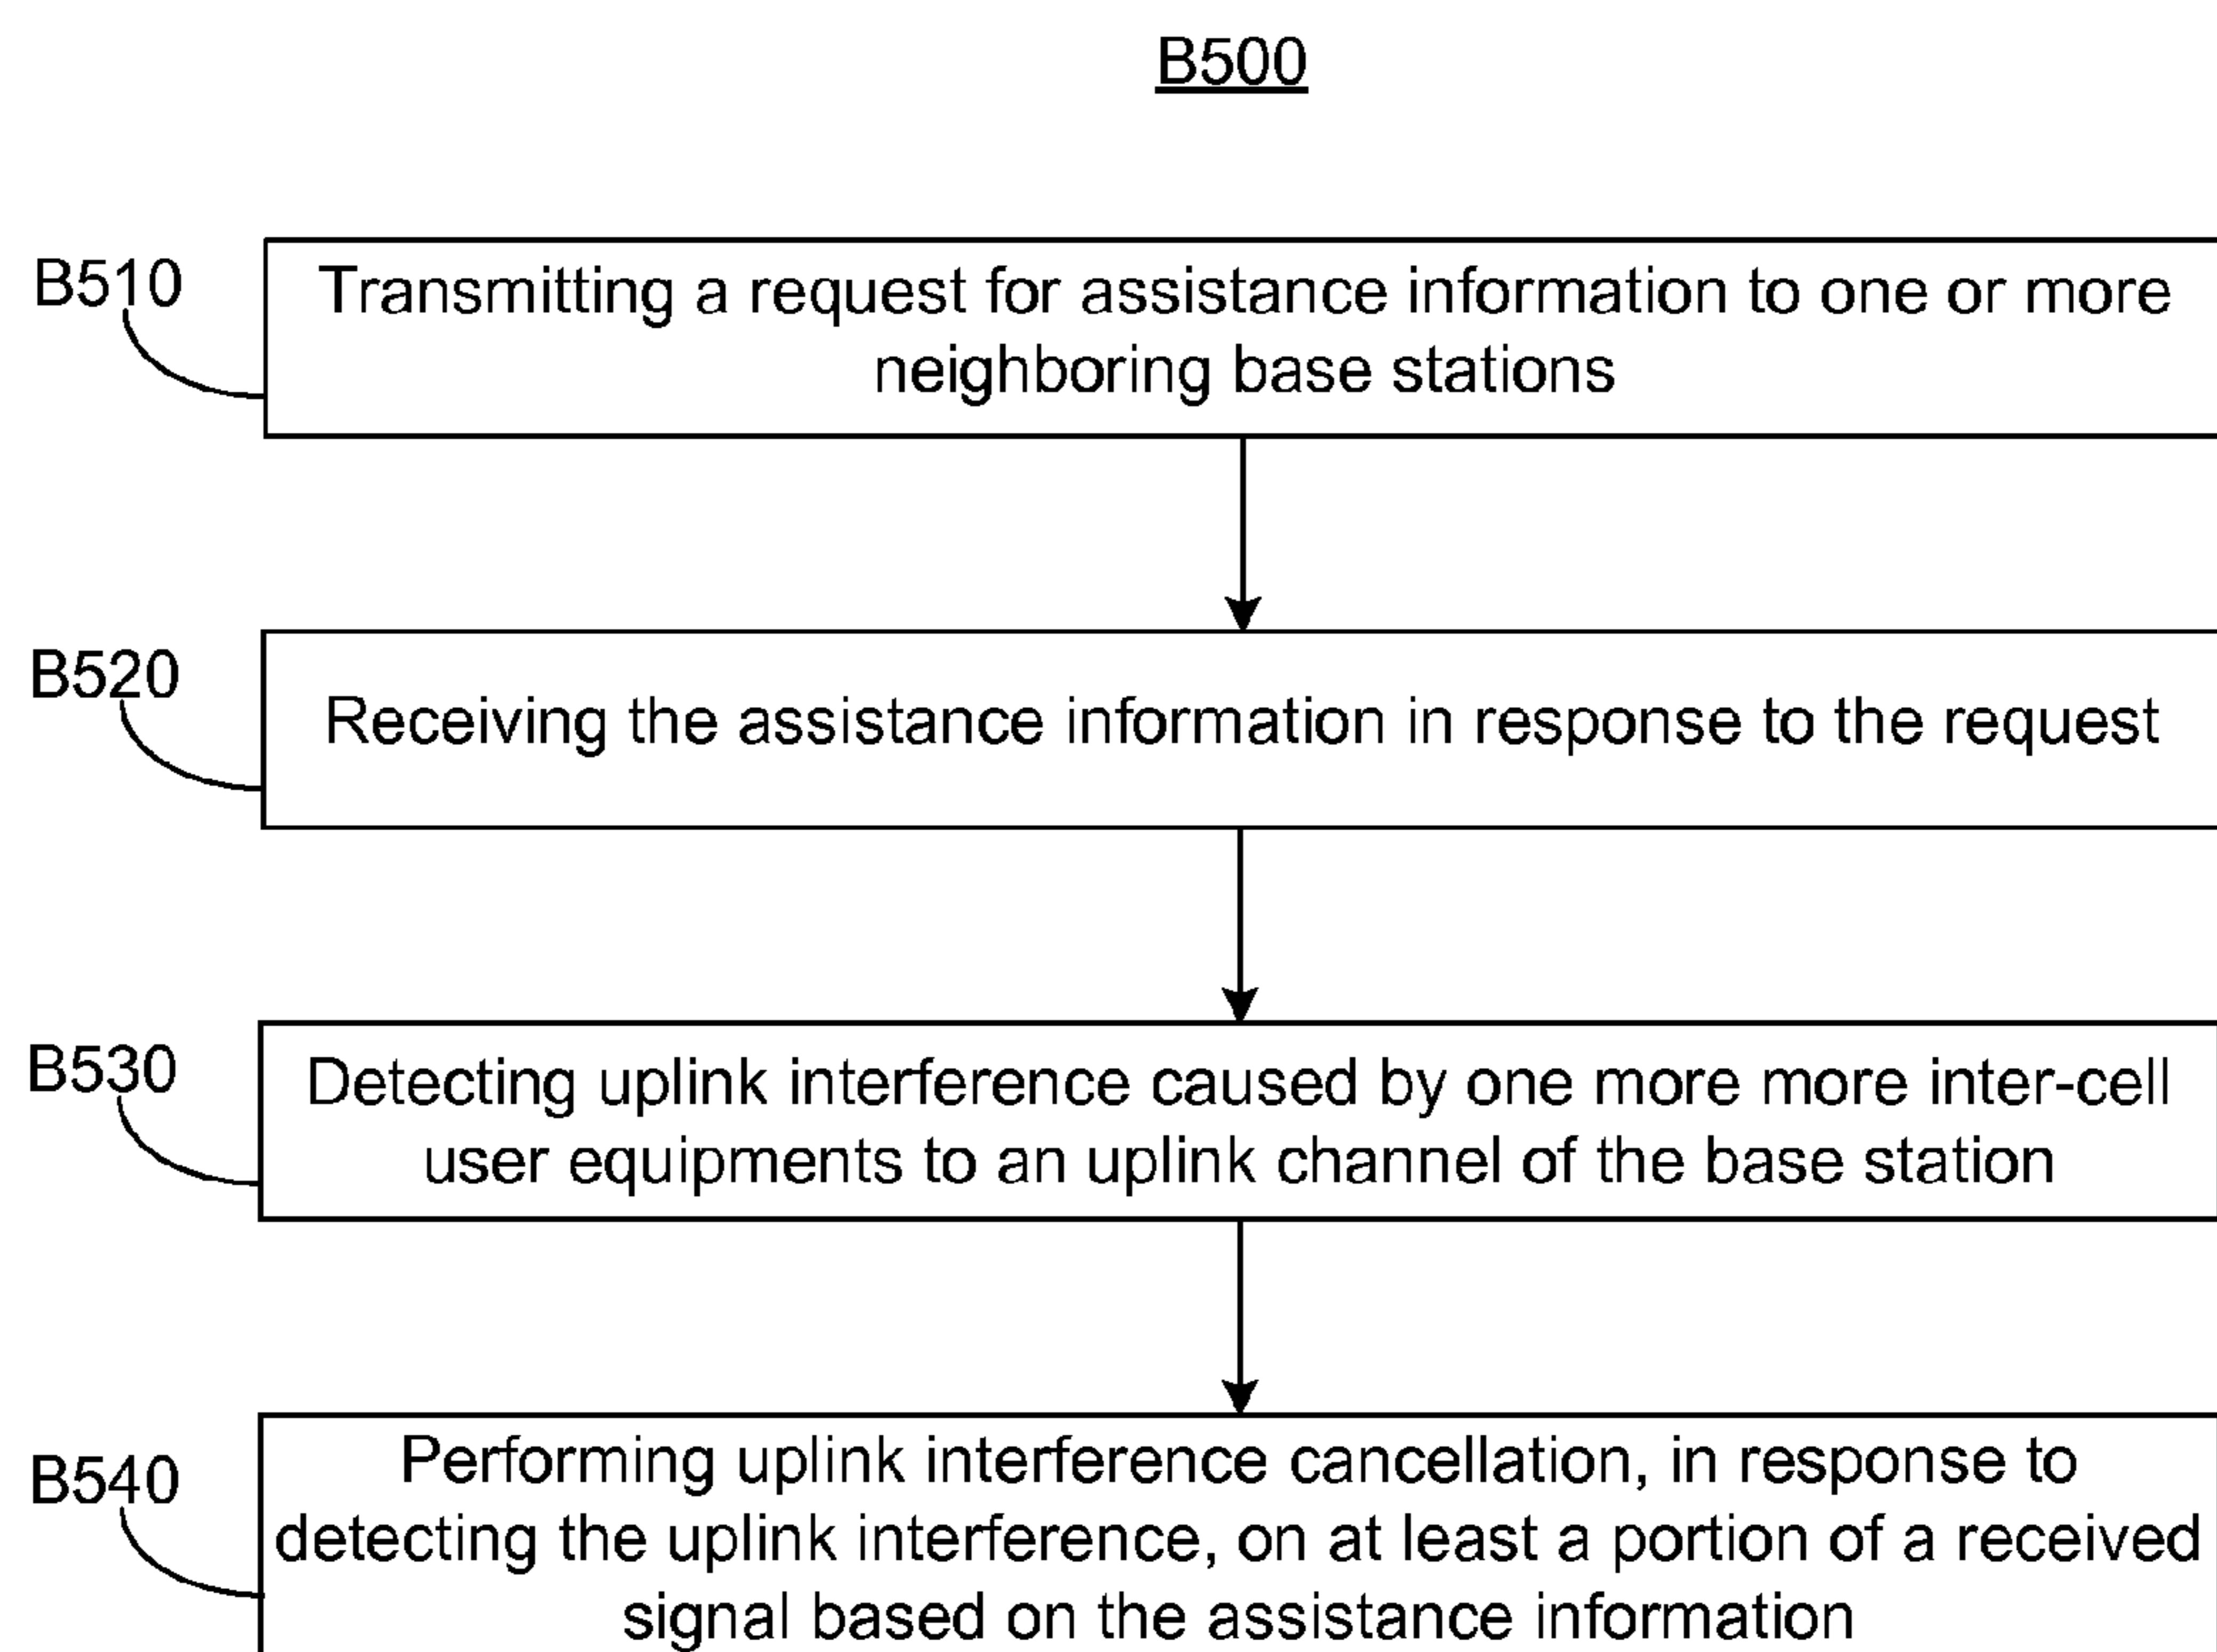 B500
B510
Transmitting a request for assistance information to one or more
neighboring base stations
B520
Receiving the assistance information in response to the request
B530
Detecting uplink interference caused by one more more inter-cell
user equipments to an uplink channel of the base station
B540
Performing uplink interference cancellation, in response to
detecting the uplink interference, on at least a portion of a received
signal based on the assistance information